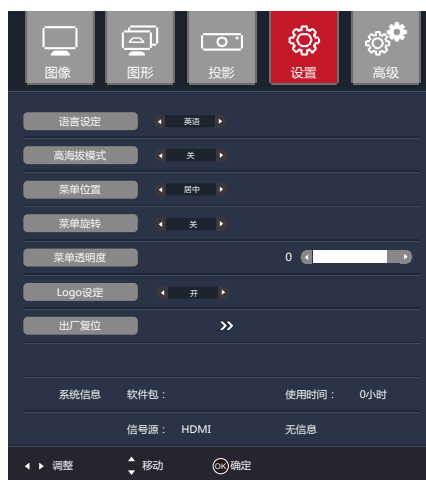 图像 图形 投影 设置 高级
语言设定 英语
高海拔模式 关
菜单位置 居中
菜单旋转 关
菜单透明度 0
Logo设定 开
出厂复位 »
系统信息 软件包： 使用时间： 0小时
信号源： HDMI 无信息
调整 移动 OK 确定